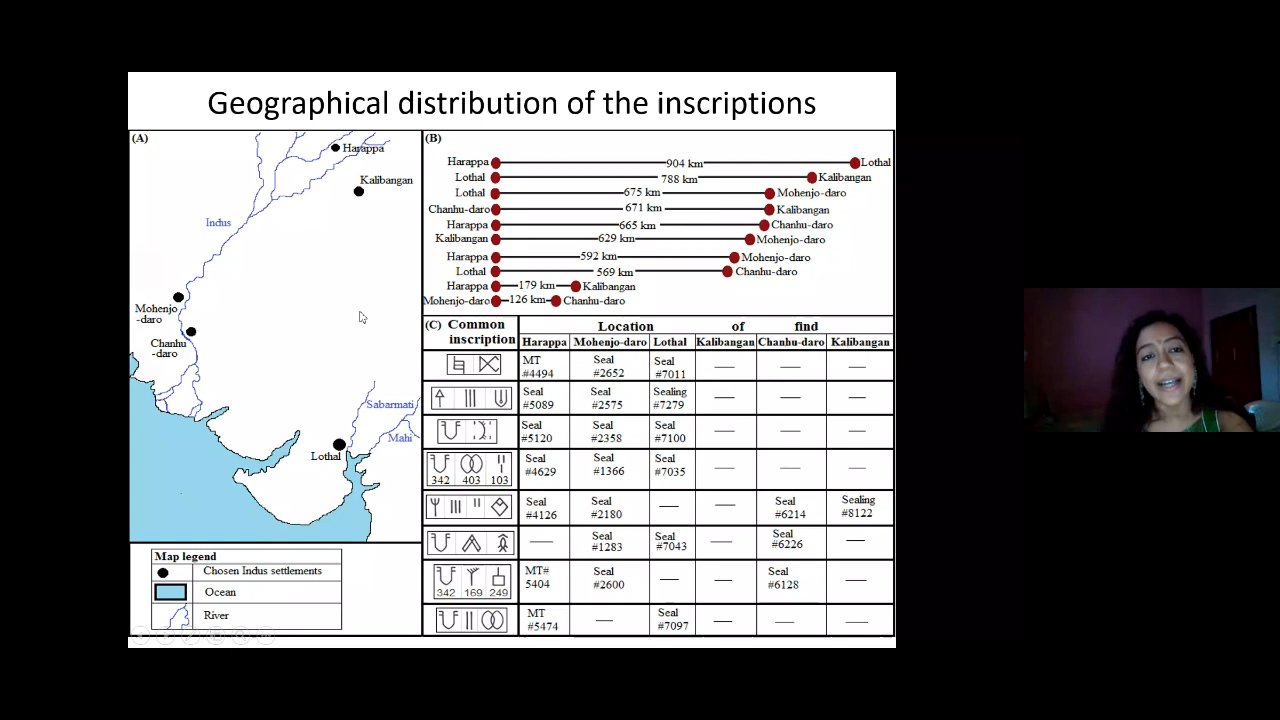 Geographical distribution of the inscriptions
(A)
Harappa
Kalibangan
Indus
Mohenjo
-daro
Chanhu
-daro
Sabarmati
Mahi
Lothal
Map legend
Chosen Indus settlements
Ocean
River
(B)
Harappa 904 km Lothal
Lothal 788 km Kalibangan
Lothal 675 km Mohenjo-daro
Chanhu-daro 671 km Kalibangan
Harappa 665 km Chanhu-daro
Kalibangan 629 km Mohenjo-daro
Harappa 592 km Mohenjo-daro
Lothal 569 km Chanhu-daro
Harappa 179 km Kalibangan
Mohenjo-daro 126 km Chanhu-daro
(C) Common inscription Location of find
Harappa Mohenjo-daro Lothal Kalibangan Chanhu-daro Kalibangan
MT #4494 Seal #2652 Seal #7011 — — —
Seal #5089 Seal #2575 Sealing #7279 — — —
Seal #5120 Seal #2358 Seal #7100 — — —
342 403 103 Seal #4629 Seal #1366 Seal #7035 — — —
Seal #4126 Seal #2180 — — Seal #6214 Sealing #8122
— Seal #1283 Seal #7043 — Seal #6226 —
342 169 249 MT# 5404 Seal #2600 — — Seal #6128 —
MT #5474 — Seal #7097 — — —